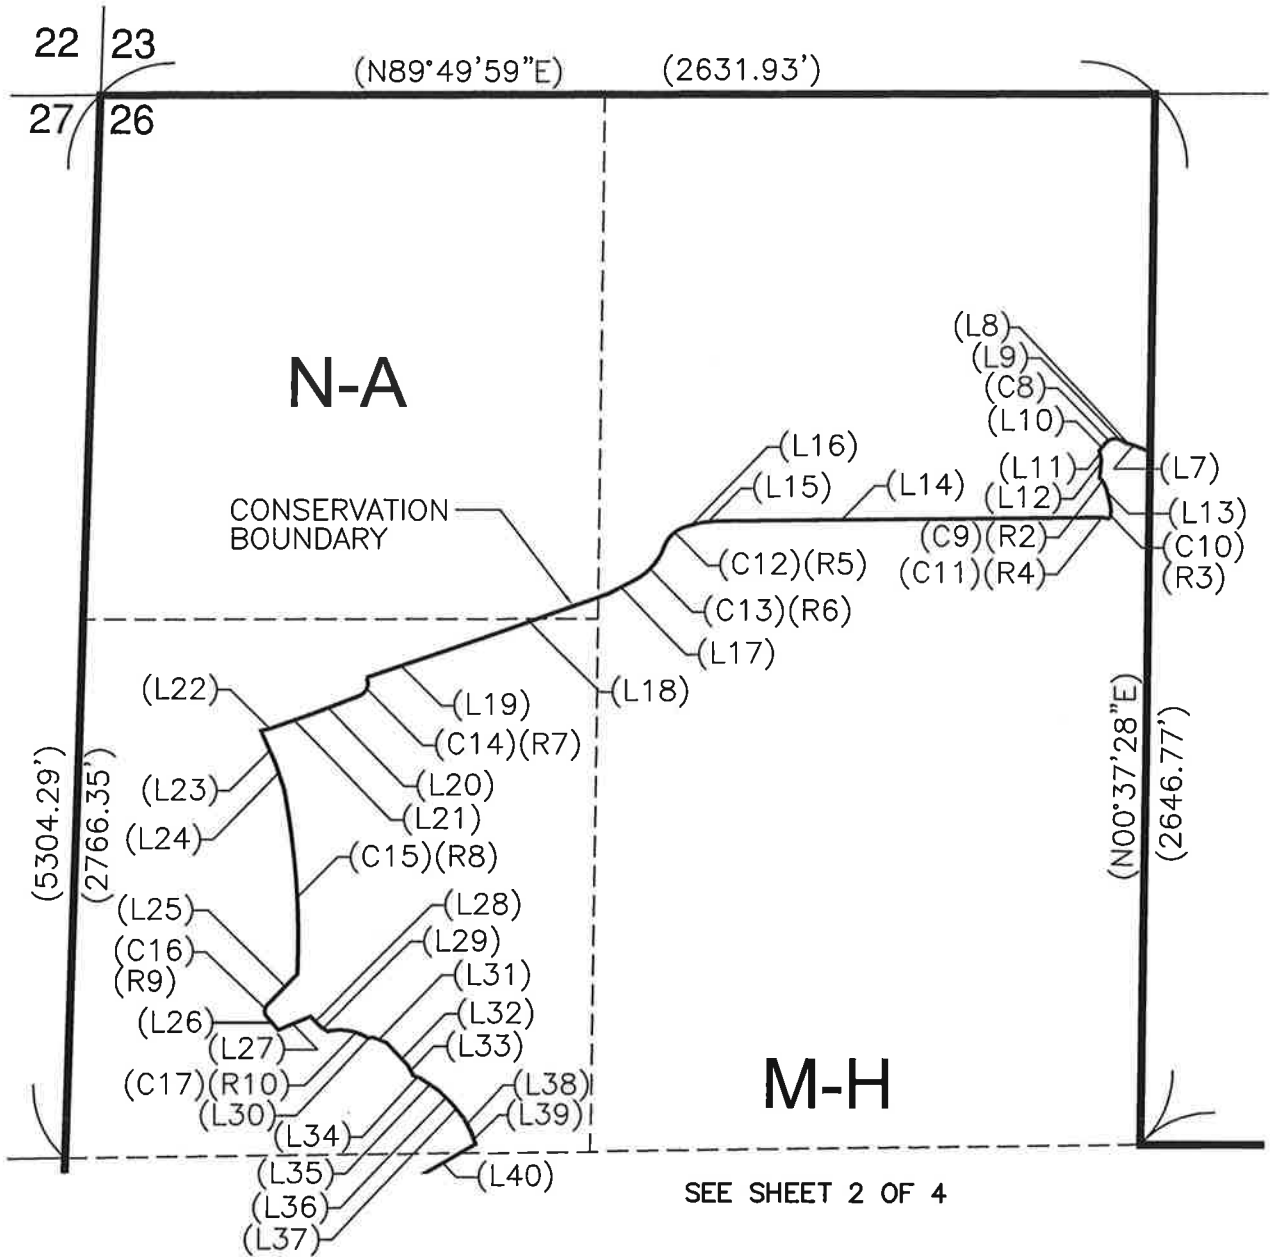 22 23
(N89°49'59"E) (2631.93')
27 26
N-A
(L8)
(L9)
(C8)
(L10)
(L16)
(L11)
(L7)
(L15)
(L14)
(L12)
CONSERVATION
BOUNDARY
(L13)
(C9)(R2)
(C10)
(R3)
(C12)(R5)
(C11)(R4)
(C13)(R6)
(L17)
(L22)
(L18)
(L19)
(C14)(R7)
(L23)
(L20)
(L21)
(L24)
(5304.29')
(2766.35')
(N00°37'28"E)
(2646.77')
(C15)(R8)
(L25)
(L28)
(C16)
(R9)
(L29)
(L31)
(L26)
(L32)
(L27)
(L33)
(C17)(R10)
(L38)
M-H
(L30)
(L39)
(L34)
(L35)
(L40)
(L36)
(L37)
SEE SHEET 2 OF 4